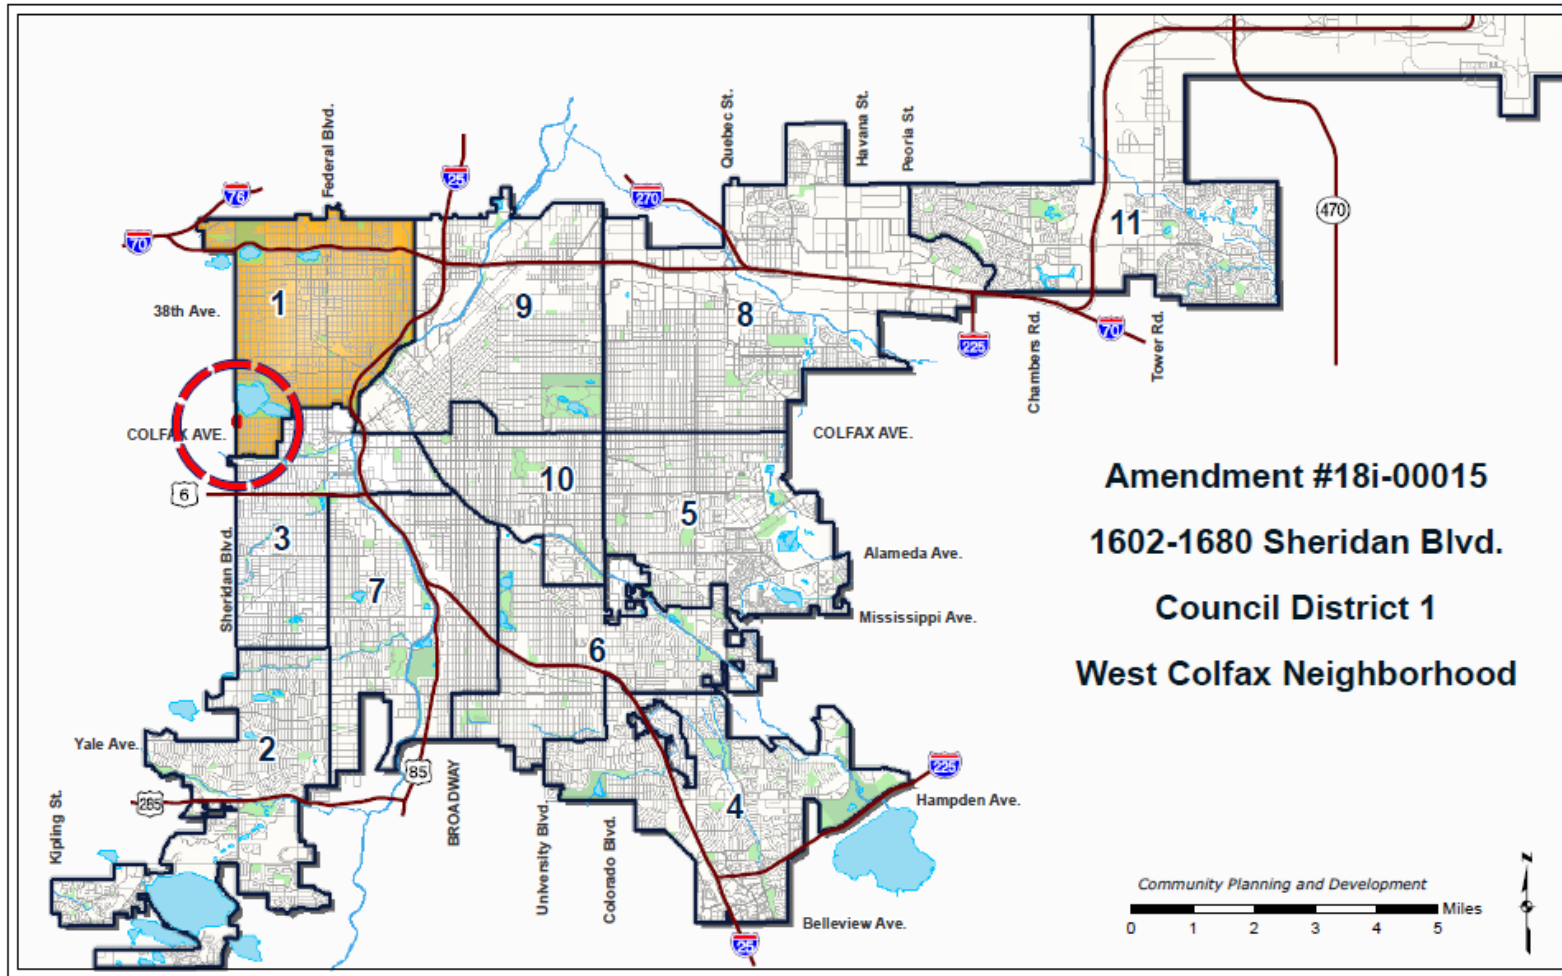 Federal Blvd.
Quebec St.
Havana St.
Peoria St.
76
25
270
470
70
11
1
9
8
38th Ave.
225
70
Chambers Rd.
Tower Rd.
COLFAX AVE.
COLFAX AVE.
10
6
5
3
Sheridan Blvd.
Alameda Ave.
7
Mississippi Ave.
6
Amendment #18i-00015
1602-1680 Sheridan Blvd.
Council District 1
West Colfax Neighborhood
Yale Ave.
2
85
285
BROADWAY
225
Hampden Ave.
4
Kipling St.
University Blvd.
Colorado Blvd.
Belleview Ave.
25
Community Planning and Development
Miles
0 1 2 3 4 5
N